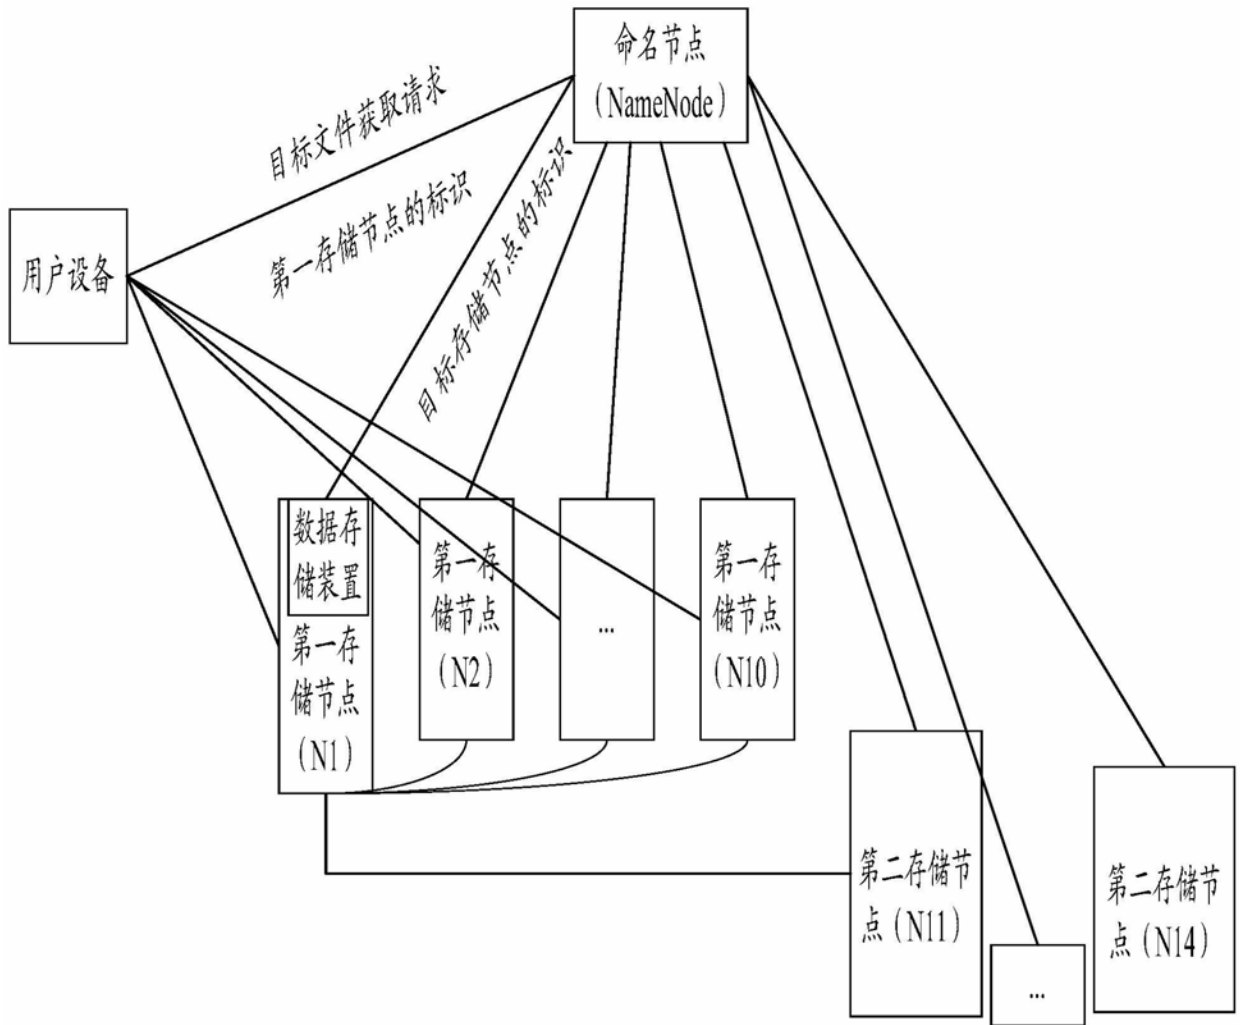 命名节点
（NameNode）
目标文件获取请求
第一存储节点的标识
目标存储节点的标识
用户设备
数据存
储装置
第一存
储节点
（N1）
第一存
储节点
（N2）
...
第一存
储节点
（N10）
第二存储节
点（N11）
...
第二存储节
点（N14）